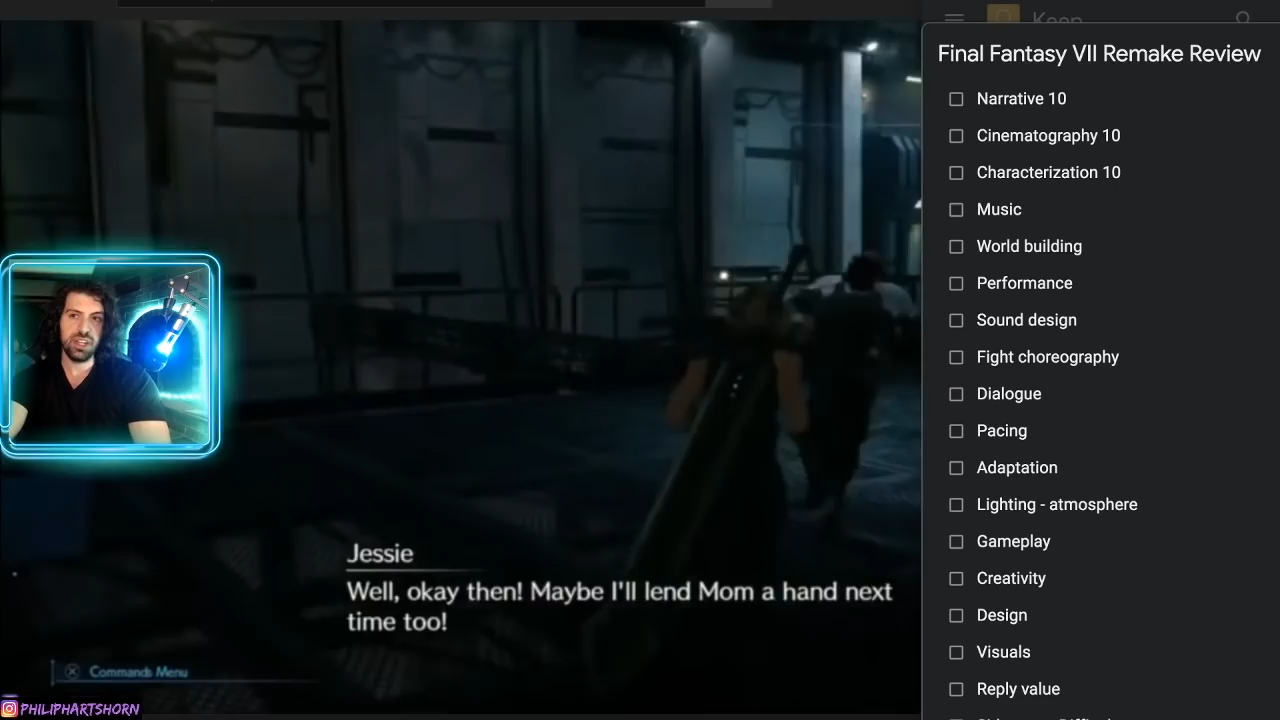 Keep
Final Fantasy VII Remake Review
Narrative 10
Cinematography 10
Characterization 10
Music
World building
Performance
Sound design
Fight choreography
Dialogue
Pacing
Adaptation
Lighting - atmosphere
Gameplay
Creativity
Design
Visuals
Reply value
Jessie
Well, okay then! Maybe I'll lend Mom a hand next
time too!
Commands Menu
PHILIPHARTSHORN